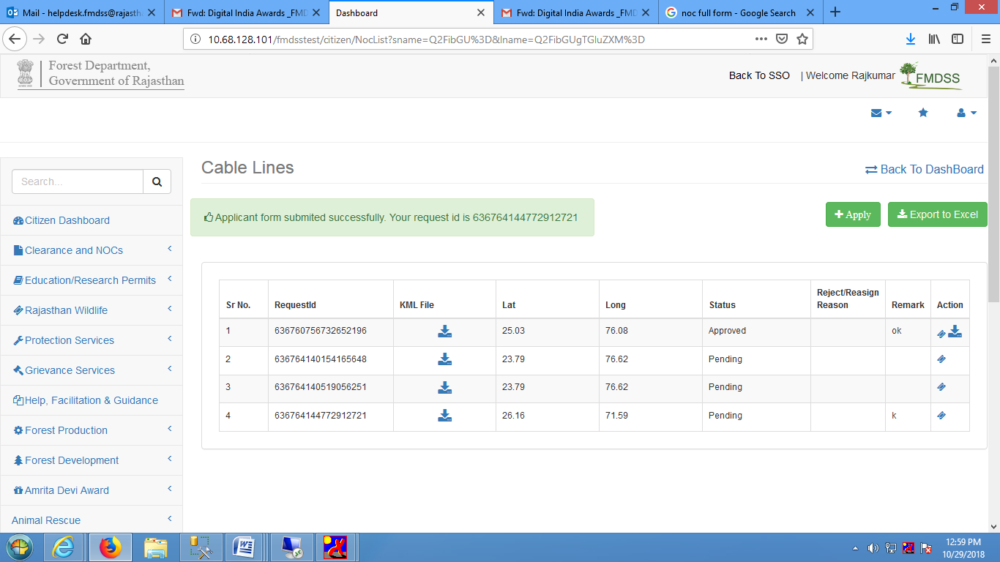 Mail - helpdesk.fmdss@rajasth
Fwd: Digital India Awards _FMD
Dashboard
Fwd: Digital India Awards _FMD
noc full form - Google Search
10.68.128.101/fmdsstest/citizen/NocList?sname=Q2FibGU%3D&lname=Q2FibGUgTGluZXM%3D
Forest Department,
Government of Rajasthan
Back To SSO | Welcome Rajkumar
FMDSS
Search...
Citizen Dashboard
Clearance and NOCs
Education/Research Permits
Rajasthan Wildlife
Protection Services
Grievance Services
Help, Facilitation & Guidance
Forest Production
Forest Development
Amrita Devi Award
Animal Rescue
Cable Lines
Back To DashBoard
Applicant form submited successfully. Your request id is 636764144772912721
Apply
Export to Excel
Sr No. RequestId KML File Lat Long Status Reject/Reasign Reason Remark Action
1 636760756732652196 25.03 76.08 Approved ok
2 636764140154165648 23.79 76.62 Pending
3 636764140519056251 23.79 76.62 Pending
4 636764144772912721 26.16 71.59 Pending k
12:59 PM
10/29/2018